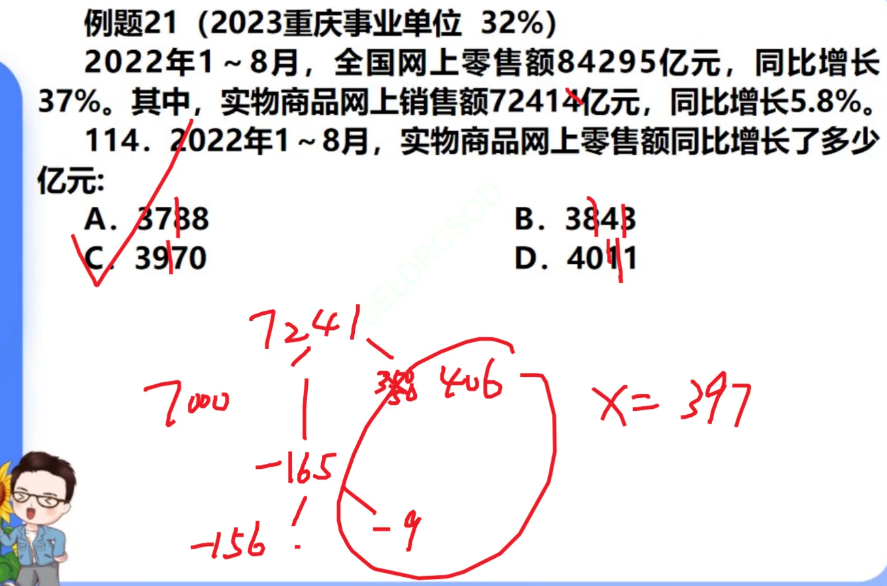 例题21（2023重庆事业单位 32%）
2022年1～8月，全国网上零售额84295亿元，同比增长
37%。其中，实物商品网上销售额72414亿元，同比增长5.8%。
114．2022年1～8月，实物商品网上零售额同比增长了多少
亿元:
A．3788 B．3843
C．3970 D．4011
7241
7000 406 X=397
-165
-156 -9